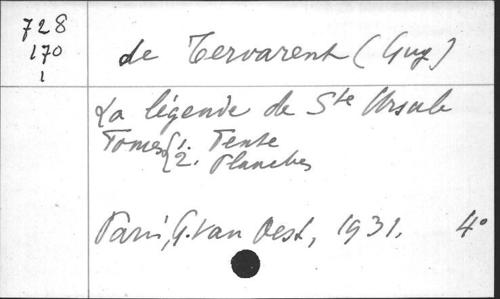 728
170
1
de Tervarent (Guy)
La légende de Ste Ursule
Tomes { 1. Texte
2. Planches
Paris, G. Van Oest, 1931. 4°